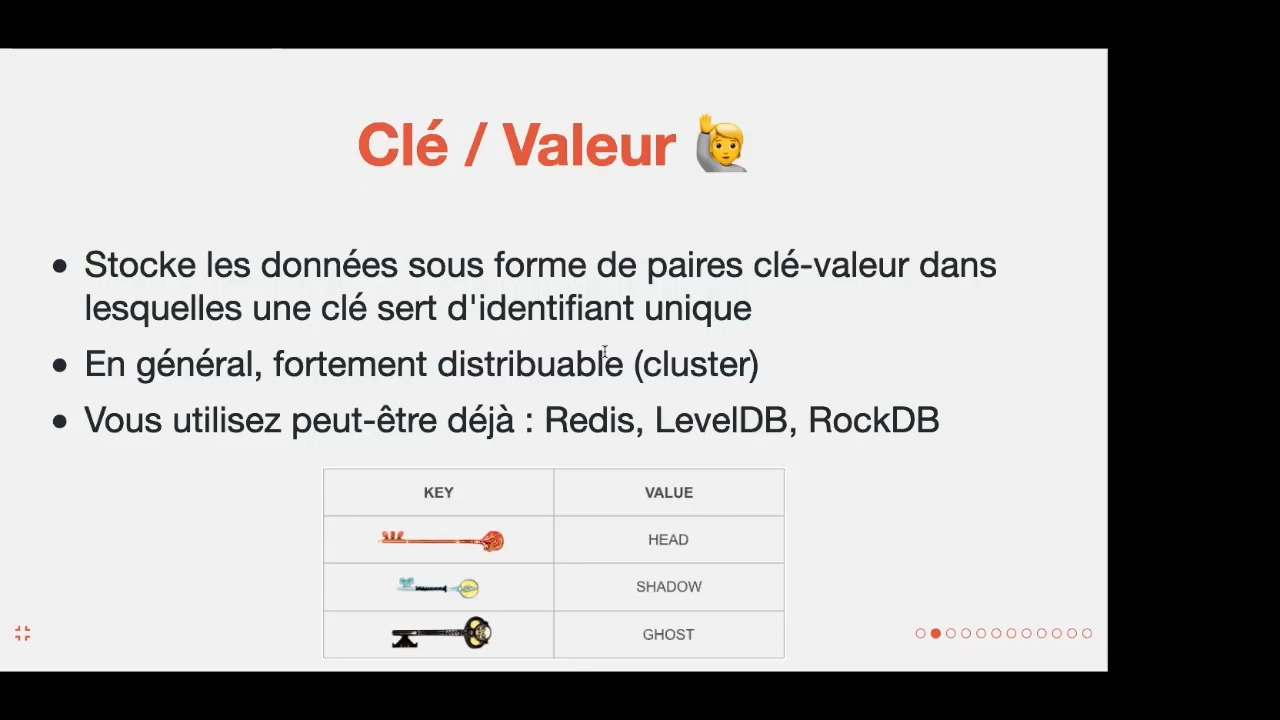 Clé / Valeur
Stocke les données sous forme de paires clé-valeur dans
lesquelles une clé sert d'identifiant unique
En général, fortement distribuable (cluster)
Vous utilisez peut-être déjà : Redis, LevelDB, RockDB
KEY VALUE
HEAD
SHADOW
GHOST